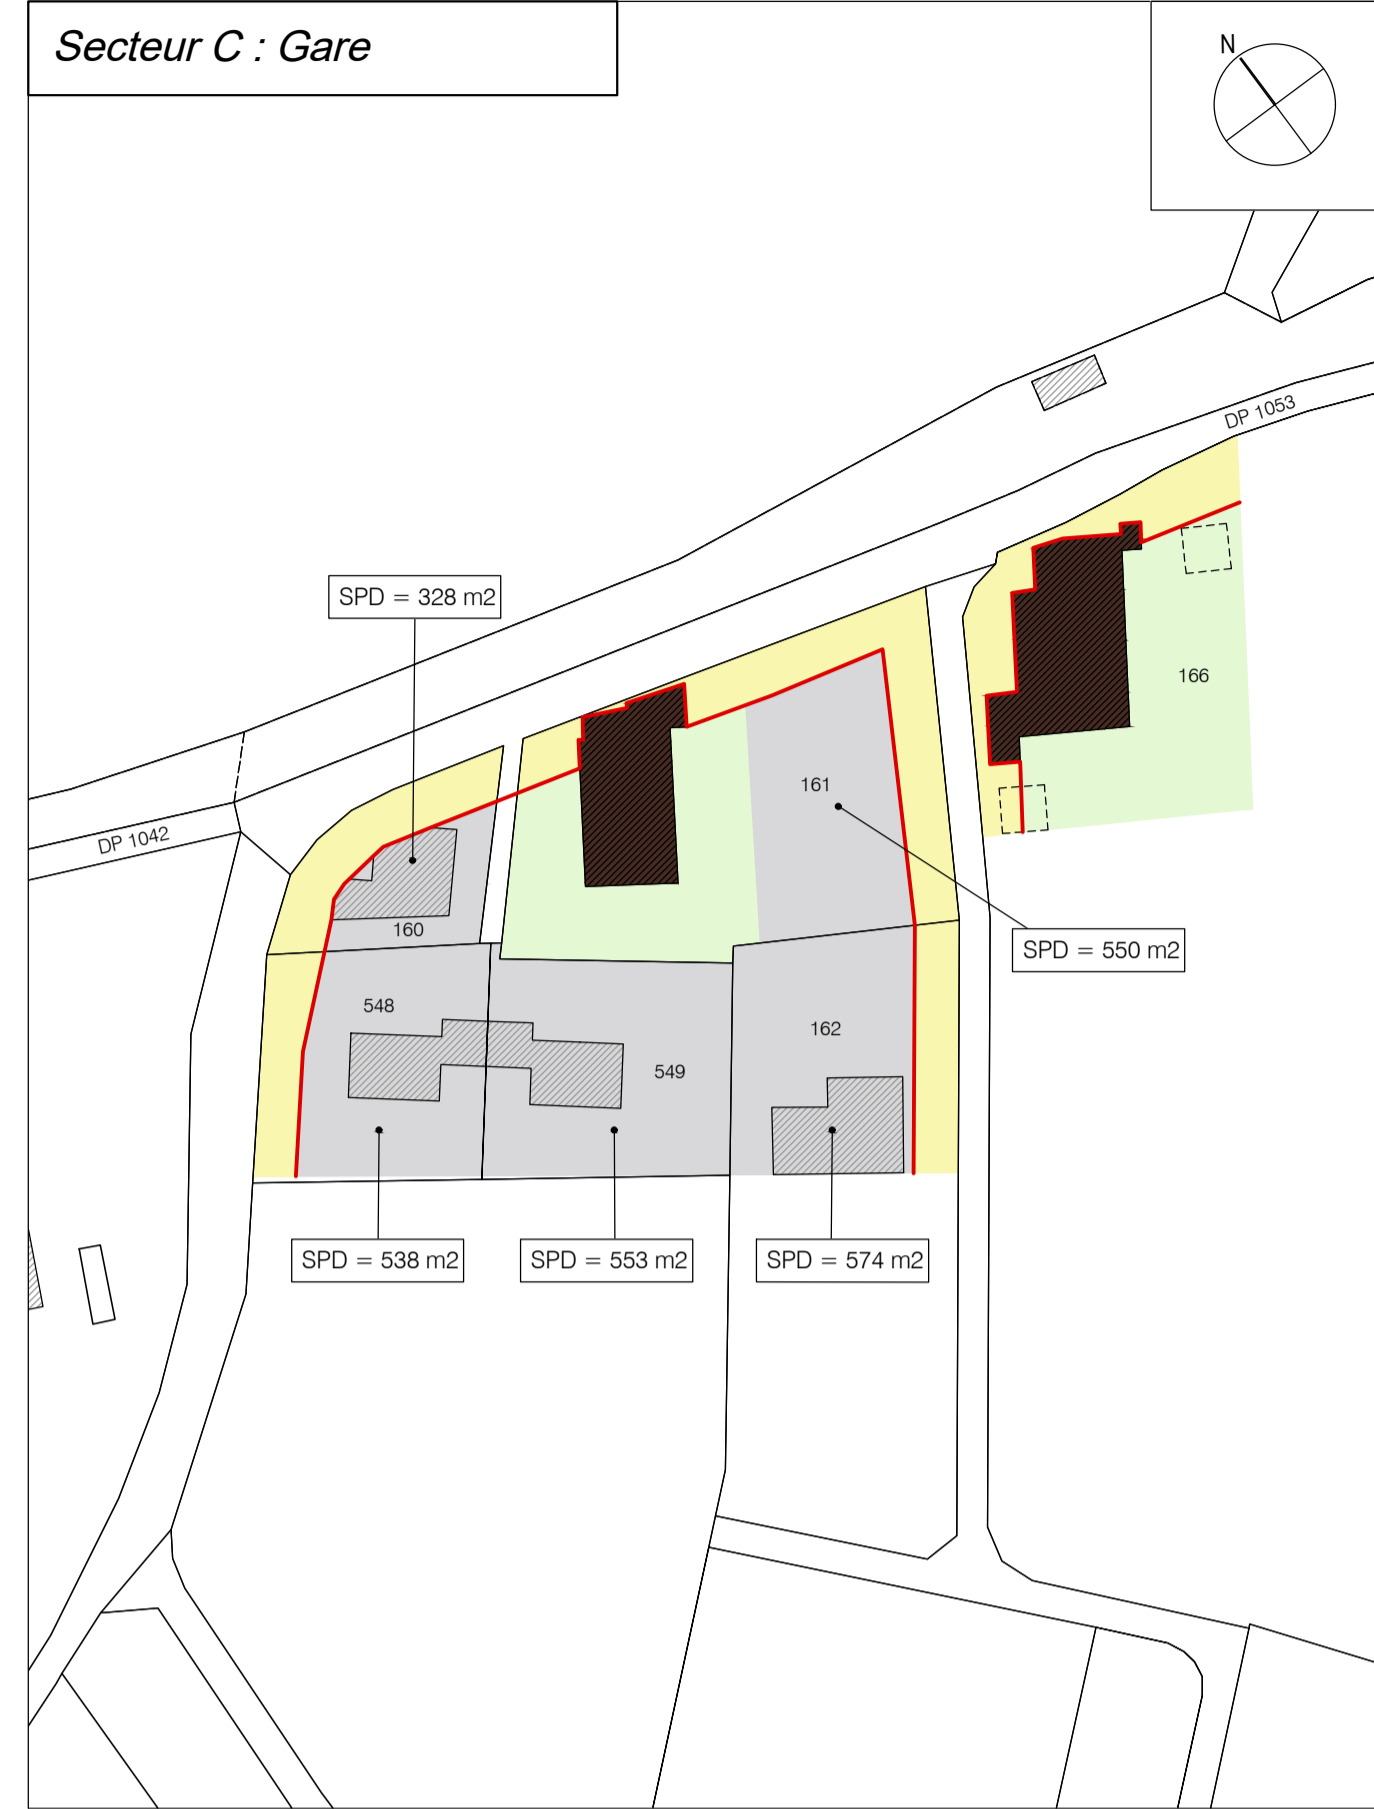 Secteur C : Gare
N
DP 1053
SPD = 328 m2
166
161
DP 1042
160
SPD = 550 m2
548
162
549
SPD = 538 m2
SPD = 553 m2
SPD = 574 m2